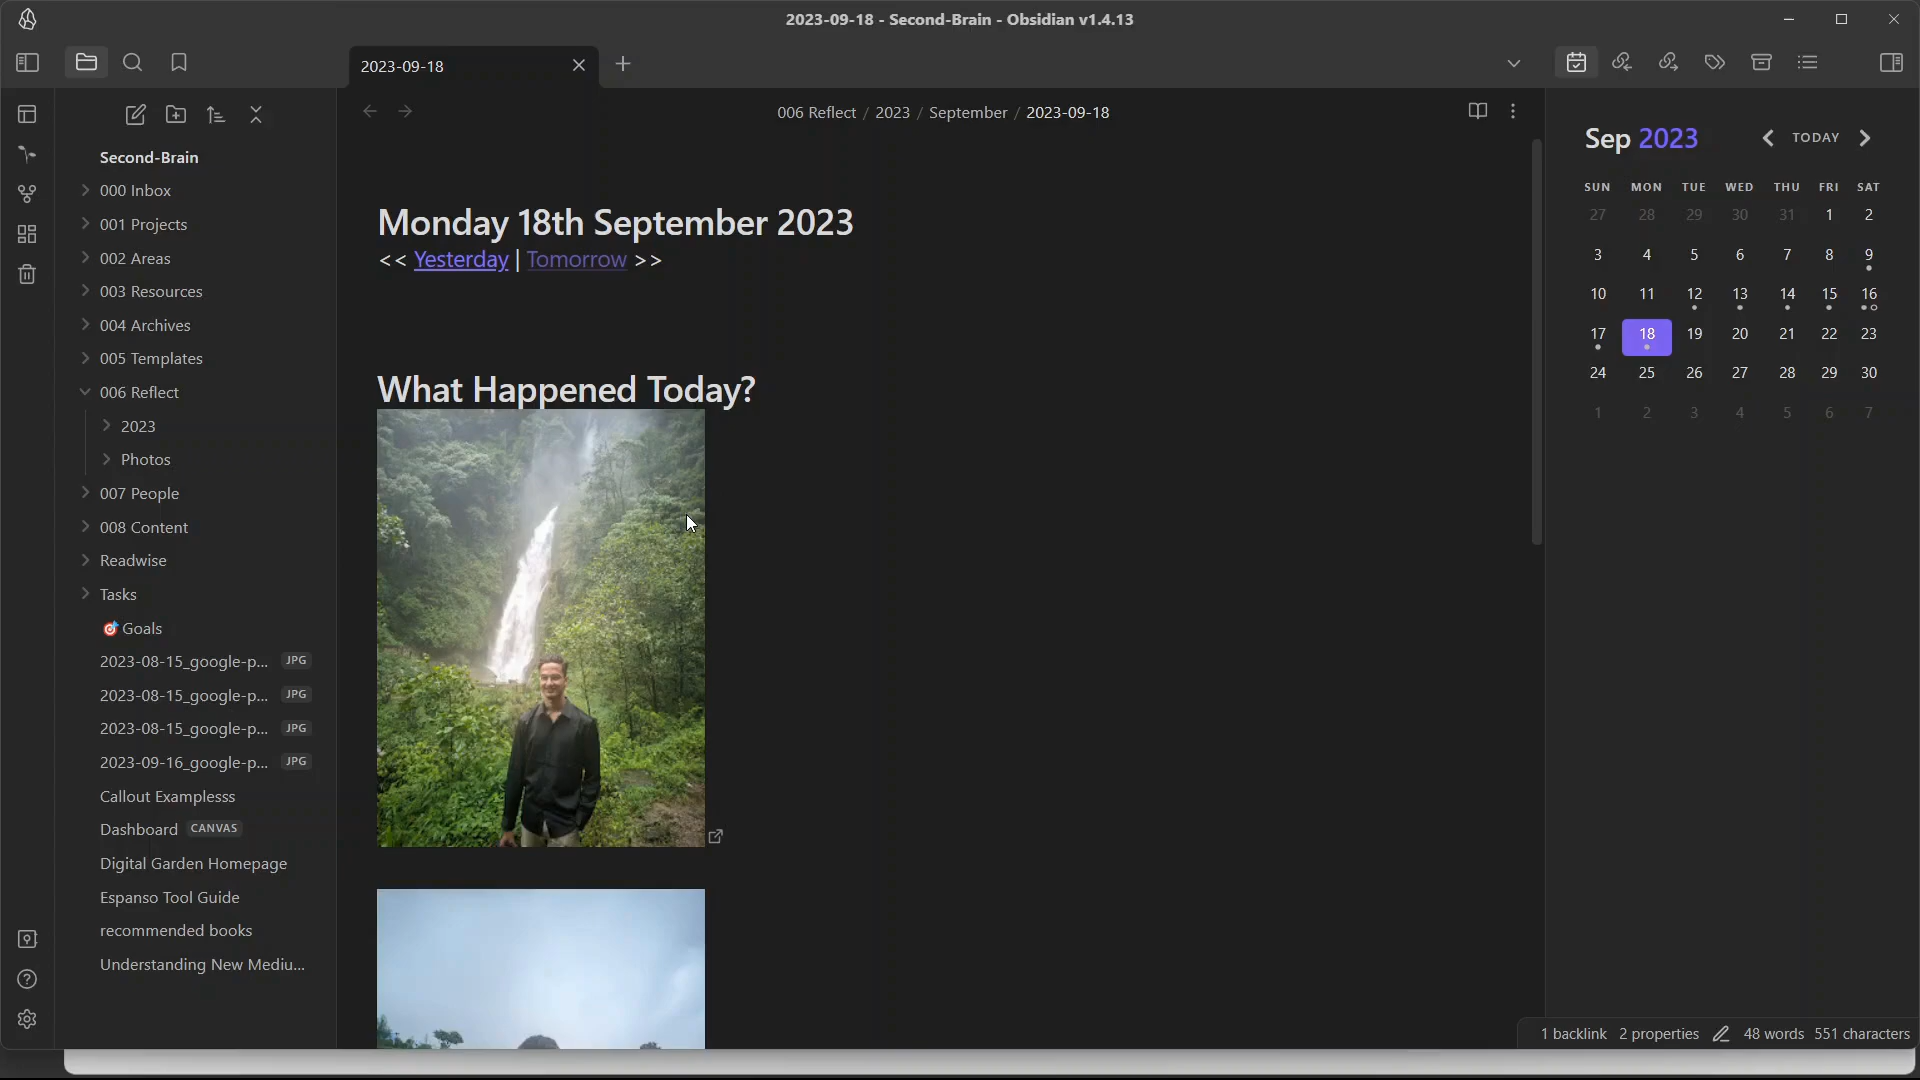 2023-09-18 - Second-Brain - Obsidian v1.4.13
2023-09-18
006 Reflect / 2023 / September / 2023-09-18
Second-Brain
000 Inbox
001 Projects
002 Areas
003 Resources
004 Archives
005 Templates
006 Reflect
2023
Photos
007 People
008 Content
Readwise
Tasks
🎯 Goals
2023-08-15_google-p... JPG
2023-08-15_google-p... JPG
2023-08-15_google-p... JPG
2023-09-16_google-p... JPG
Callout Examplesss
Dashboard CANVAS
Digital Garden Homepage
Espanso Tool Guide
recommended books
Understanding New Mediu...
Monday 18th September 2023
<< Yesterday | Tomorrow >>
What Happened Today?
Sep 2023 TODAY
SUN MON TUE WED THU FRI SAT
27 28 29 30 31 1 2
3 4 5 6 7 8 9
10 11 12 13 14 15 16
17 18 19 20 21 22 23
24 25 26 27 28 29 30
1 2 3 4 5 6 7
1 backlink 2 properties 48 words 551 characters